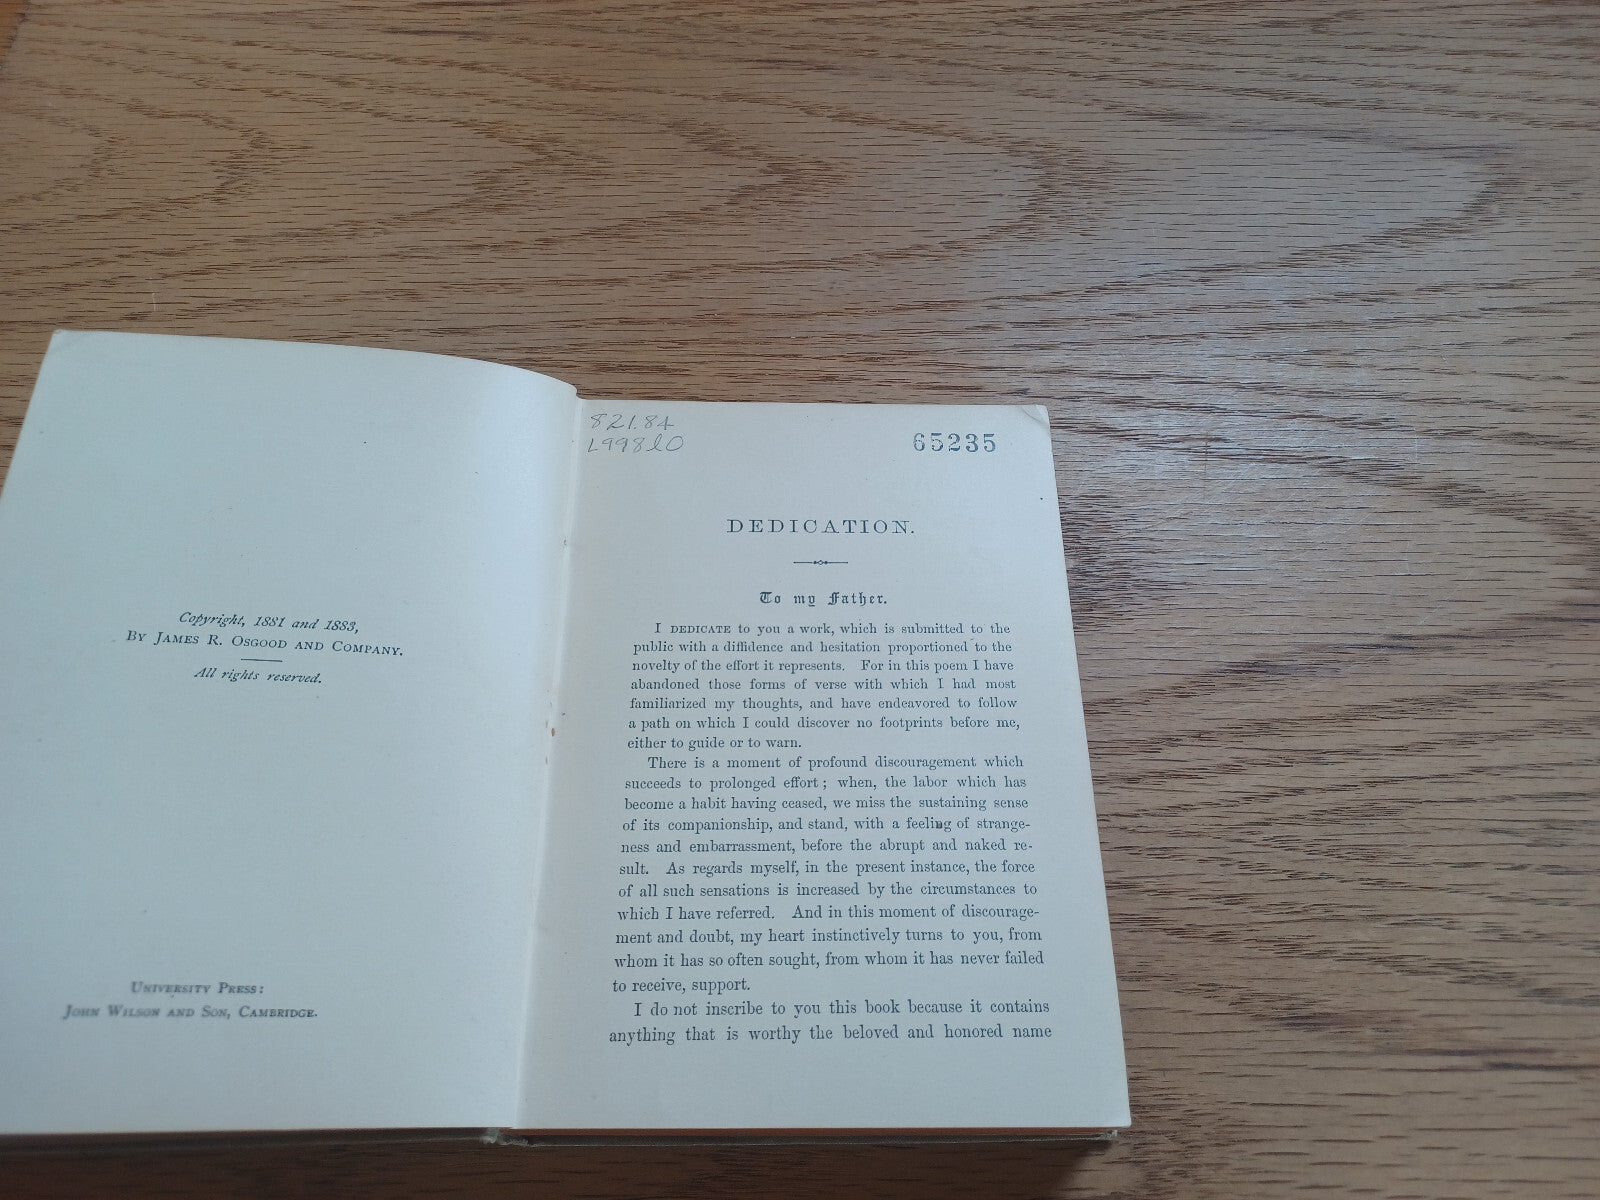 Copyright, 1881 and 1883,
By James R. Osgood and Company.
All rights reserved.
University Press:
John Wilson and Son, Cambridge.
821.84
L998lO
65235
DEDICATION.
To my Father.
I DEDICATE to you a work, which is submitted to the
public with a diffidence and hesitation proportioned to the
novelty of the effort it represents. For in this poem I have
abandoned those forms of verse with which I had most
familiarized my thoughts, and have endeavored to follow
a path on which I could discover no footprints before me,
either to guide or to warn.
There is a moment of profound discouragement which
succeeds to prolonged effort; when, the labor which has
become a habit having ceased, we miss the sustaining sense
of its companionship, and stand, with a feeling of strange-
ness and embarrassment, before the abrupt and naked re-
sult. As regards myself, in the present instance, the force
of all such sensations is increased by the circumstances to
which I have referred. And in this moment of discourage-
ment and doubt, my heart instinctively turns to you, from
whom it has so often sought, from whom it has never failed
to receive, support.
I do not inscribe to you this book because it contains
anything that is worthy the beloved and honored name